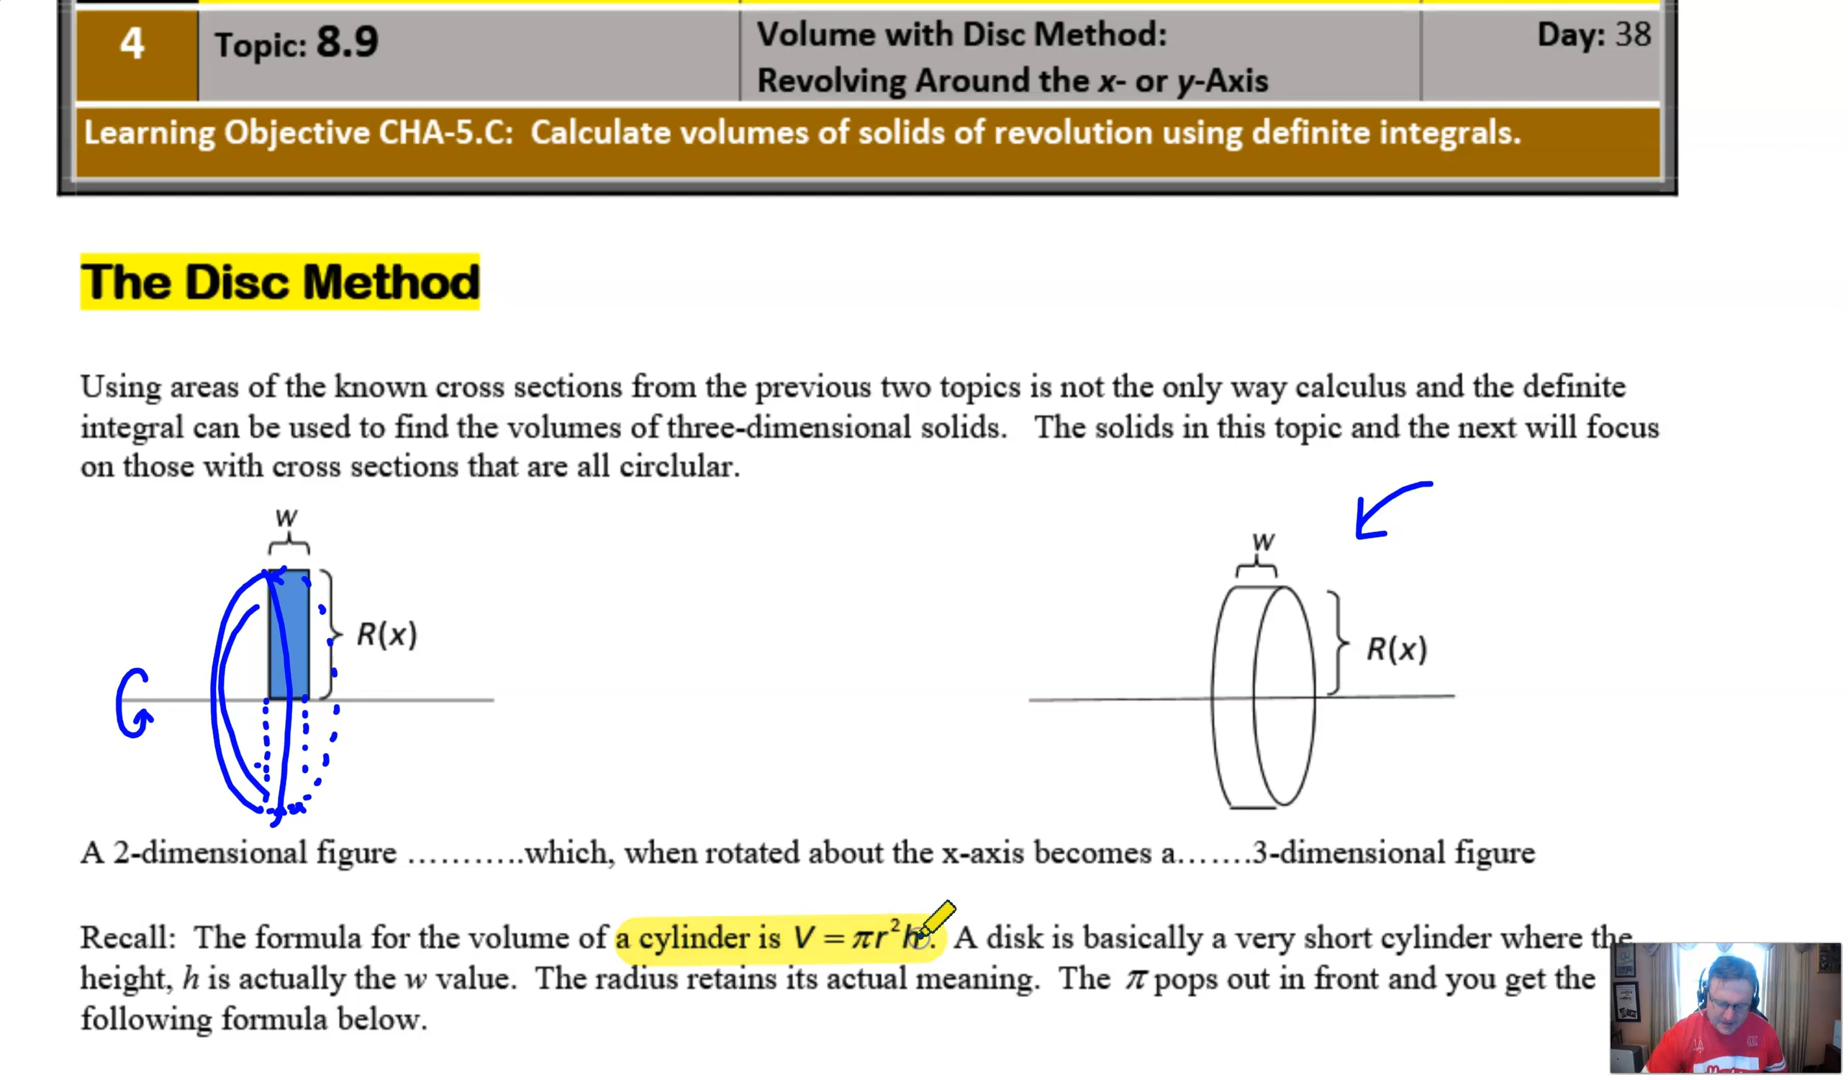 4 Topic: 8.9 Volume with Disc Method: Day: 38
Revolving Around the x- or y-Axis
Learning Objective CHA-5.C: Calculate volumes of solids of revolution using definite integrals.
The Disc Method
Using areas of the known cross sections from the previous two topics is not the only way calculus and the definite
integral can be used to find the volumes of three-dimensional solids. The solids in this topic and the next will focus
on those with cross sections that are all circlular.
w
w
R(x)
R(x)
A 2-dimensional figure ………..which, when rotated about the x-axis becomes a…….3-dimensional figure
Recall: The formula for the volume of a cylinder is V = πr²h. A disk is basically a very short cylinder where the
height, h is actually the w value. The radius retains its actual meaning. The π pops out in front and you get the
following formula below.